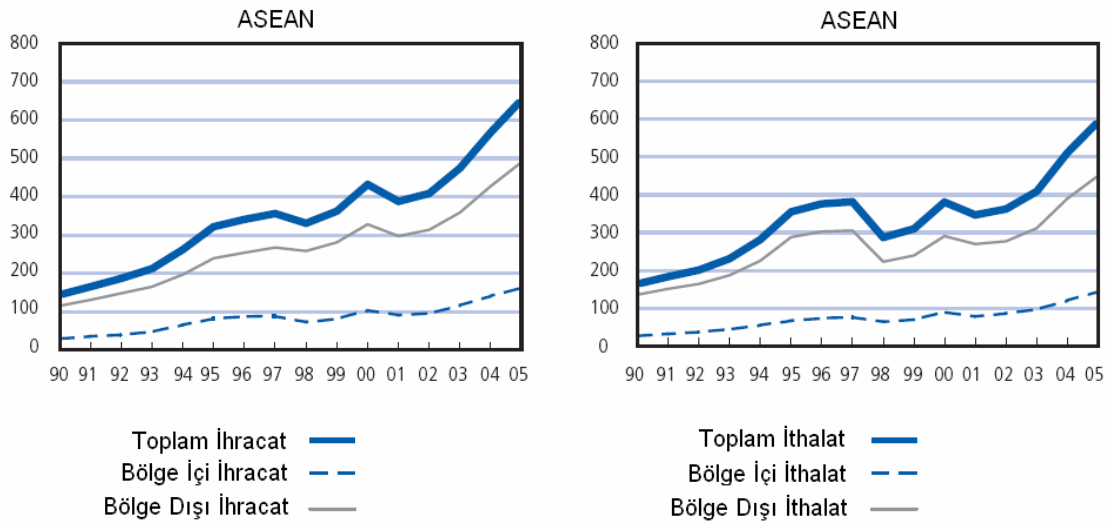 ASEAN
800
700
600
500
400
300
200
100
0
90 91 92 93 94 95 96 97 98 99 00 01 02 03 04 05
Toplam İhracat
Bölge İçi İhracat
Bölge Dışı İhracat
ASEAN
800
700
600
500
400
300
200
100
0
90 91 92 93 94 95 96 97 98 99 00 01 02 03 04 05
Toplam İthalat
Bölge İçi İthalat
Bölge Dışı İthalat